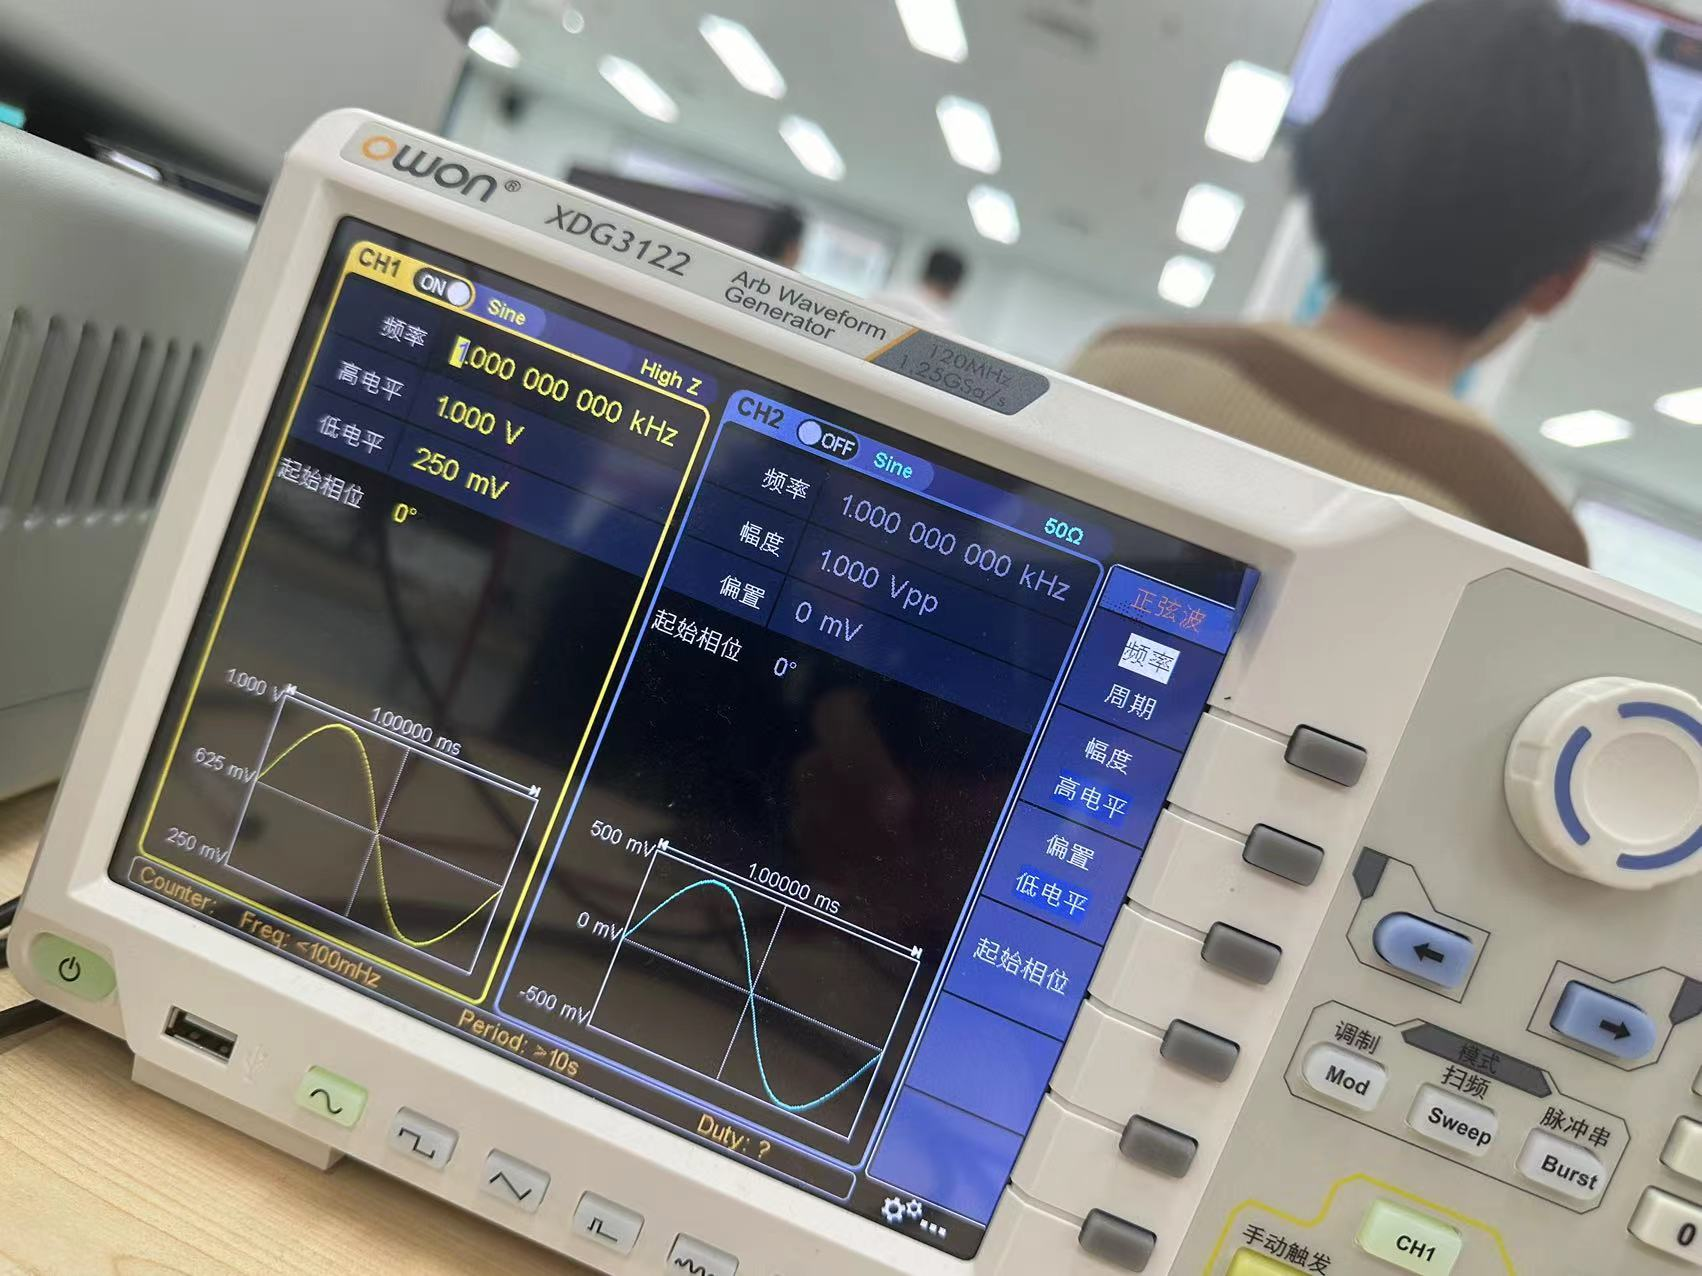 OWON®
XDG3122
Arb Waveform
Generator
120MHz
1.25GSa/s
CH1 ON Sine
High Z
频率 1.000 000 000 kHz
高电平 1.000 V
低电平 250 mV
起始相位 0°
1.000 V
1.00000 ms
625 mV
250 mV
CH2 OFF Sine
50Ω
频率 1.000 000 000 kHz
幅度 1.000 Vpp
偏置 0 mV
起始相位 0°
500 mV
1.00000 ms
0 mV
-500 mV
正弦波
频率
周期
幅度
高电平
偏置
低电平
起始相位
Counter: Freq: <100mHz Period: >10s Duty: ?
模式
调制
Mod
扫频
Sweep
脉冲串
Burst
手动触发
CH1
0